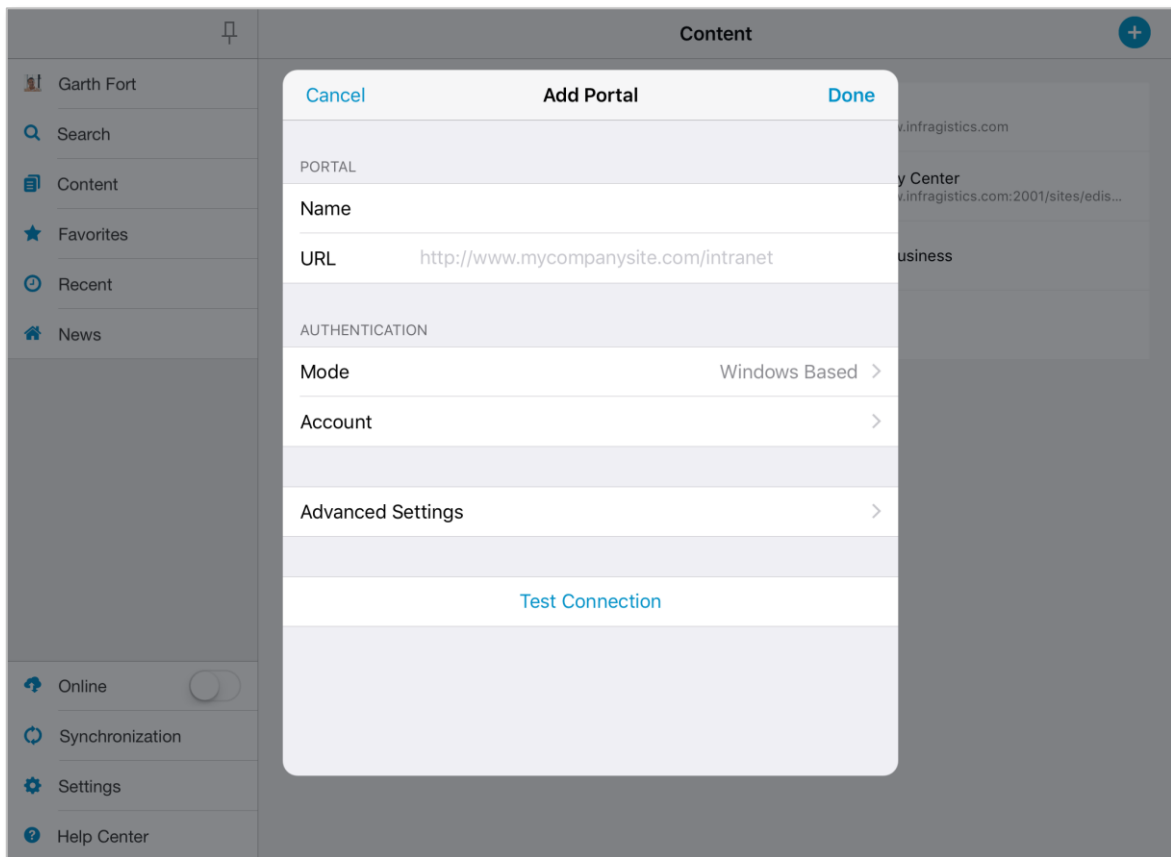 Content
Garth Fort
Search
Content
Favorites
Recent
News
Online
Synchronization
Settings
Help Center
Cancel
Add Portal
Done
PORTAL
Name
URL http://www.mycompanysite.com/intranet
AUTHENTICATION
Mode Windows Based
Account
Advanced Settings
Test Connection
.infragistics.com
y Center
.infragistics.com:2001/sites/edis...
usiness